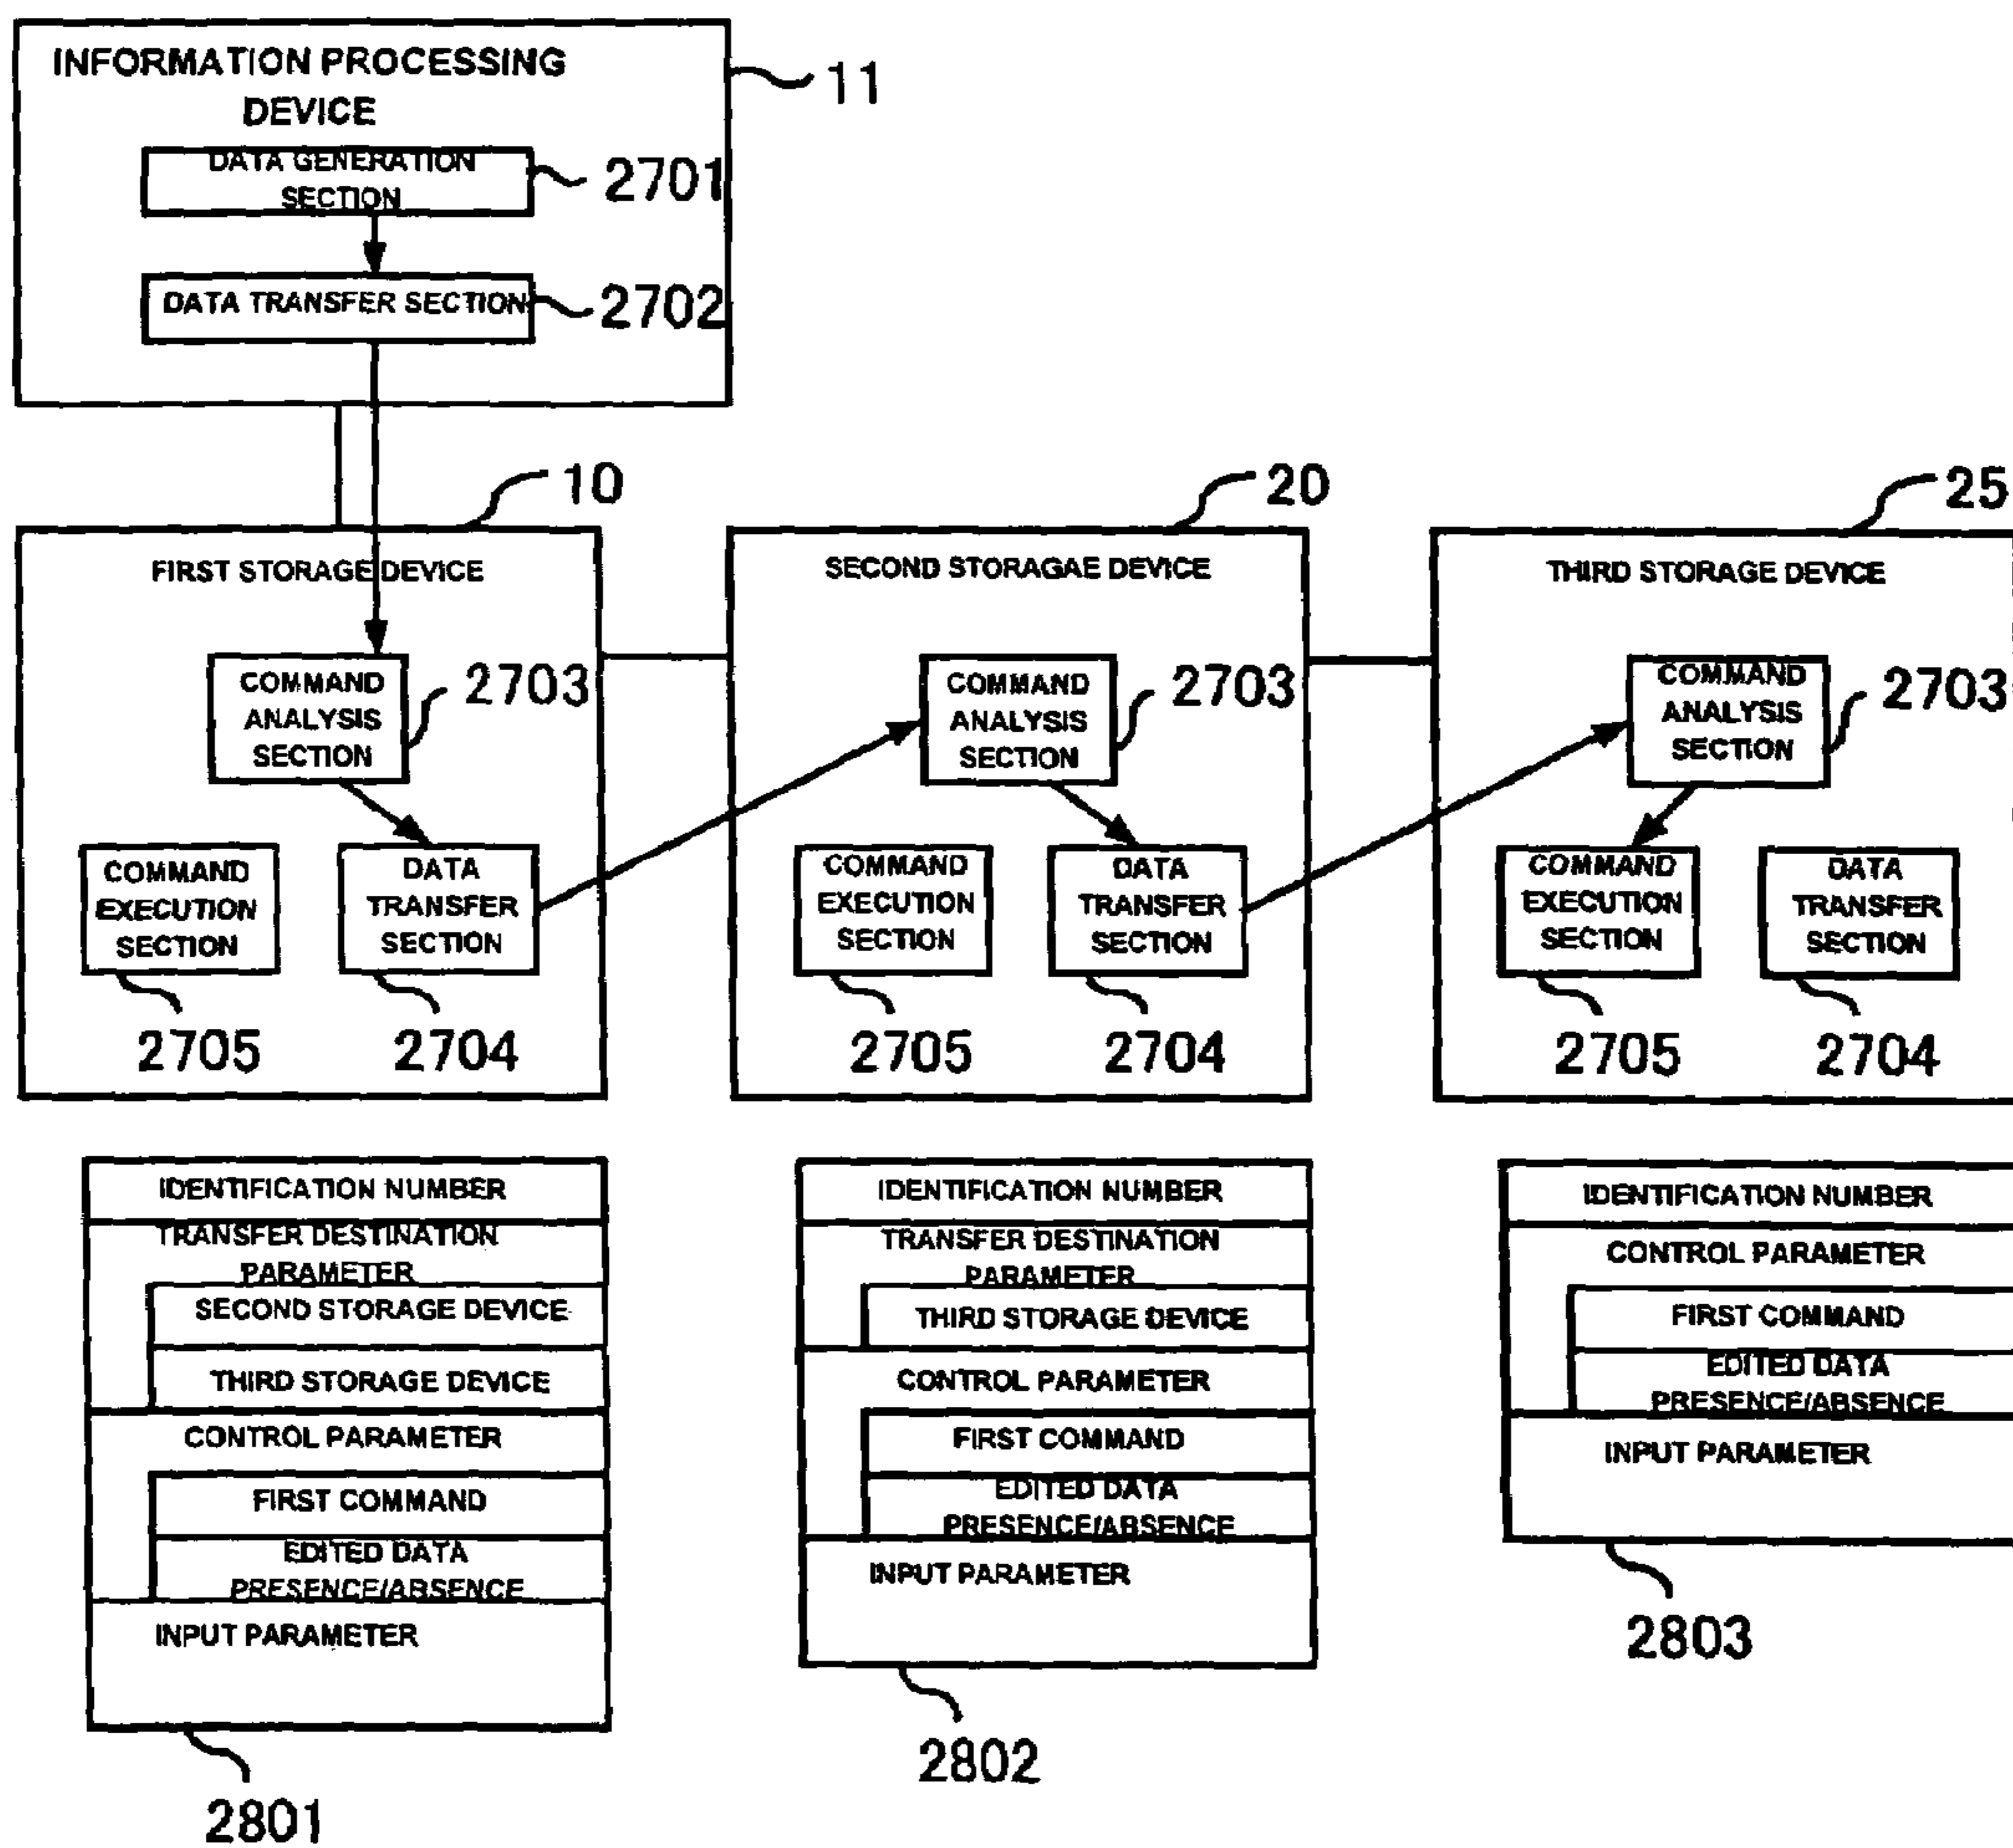 INFORMATION PROCESSING
DEVICE
11
DATA GENERATION
SECTION
2701
DATA TRANSFER SECTION
2702
10
20
25
FIRST STORAGE DEVICE
SECOND STORAGAE DEVICE
THIRD STORAGE DEVICE
COMMAND
ANALYSIS
SECTION
2703
COMMAND
ANALYSIS
SECTION
2703
COMMAND
ANALYSIS
SECTION
2703
COMMAND
EXECUTION
SECTION
DATA
TRANSFER
SECTION
COMMAND
EXECUTION
SECTION
DATA
TRANSFER
SECTION
COMMAND
EXECUTION
SECTION
DATA
TRANSFER
SECTION
2705
2704
2705
2704
2705
2704
IDENTIFICATION NUMBER
TRANSFER DESTINATION
PARAMETER
SECOND STORAGE DEVICE
THIRD STORAGE DEVICE
CONTROL PARAMETER
FIRST COMMAND
EDITED DATA
PRESENCE/ABSENCE
INPUT PARAMETER
2801
IDENTIFICATION NUMBER
TRANSFER DESTINATION
PARAMETER
THIRD STORAGE DEVICE
CONTROL PARAMETER
FIRST COMMAND
EDITED DATA
PRESENCE/ABSENCE
INPUT PARAMETER
2802
IDENTIFICATION NUMBER
CONTROL PARAMETER
FIRST COMMAND
EDITED DATA
PRESENCE/ABSENCE
INPUT PARAMETER
2803